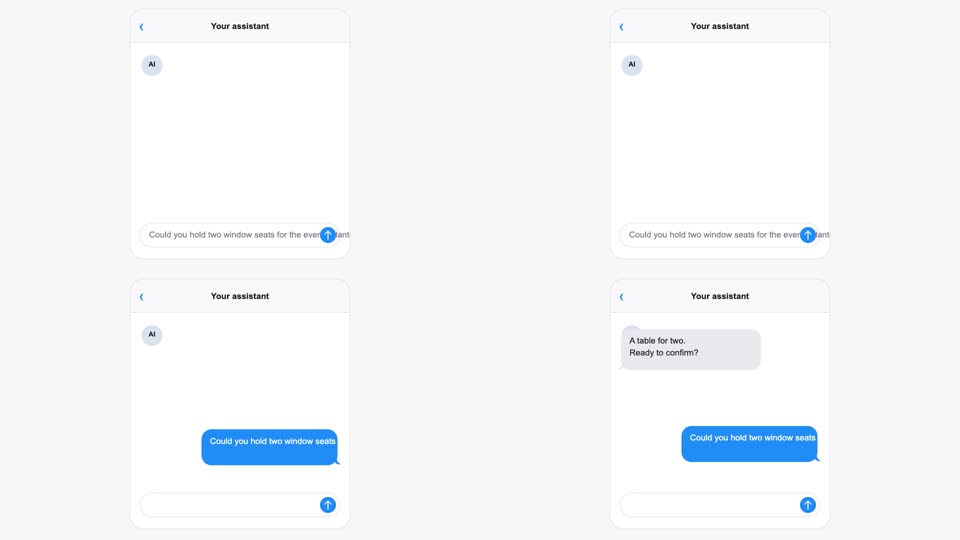 Your assistant
AI
Could you hold two window seats for the even
Your assistant
AI
Could you hold two window seats for the even
Your assistant
AI
Could you hold two window seats
Your assistant
A table for two.
Ready to confirm?
Could you hold two window seats